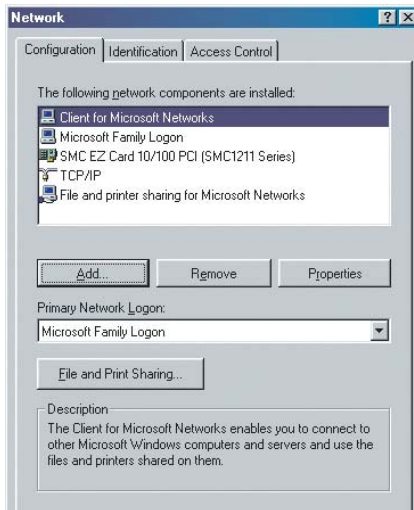 Network
Configuration Identification Access Control
The following network components are installed:
Client for Microsoft Networks
Microsoft Family Logon
SMC EZ Card 10/100 PCI (SMC1211 Series)
TCP/IP
File and printer sharing for Microsoft Networks
Add... Remove Properties
Primary Network Logon:
Microsoft Family Logon
File and Print Sharing...
Description
The Client for Microsoft Networks enables you to connect to
other Microsoft Windows computers and servers and use the
files and printers shared on them.